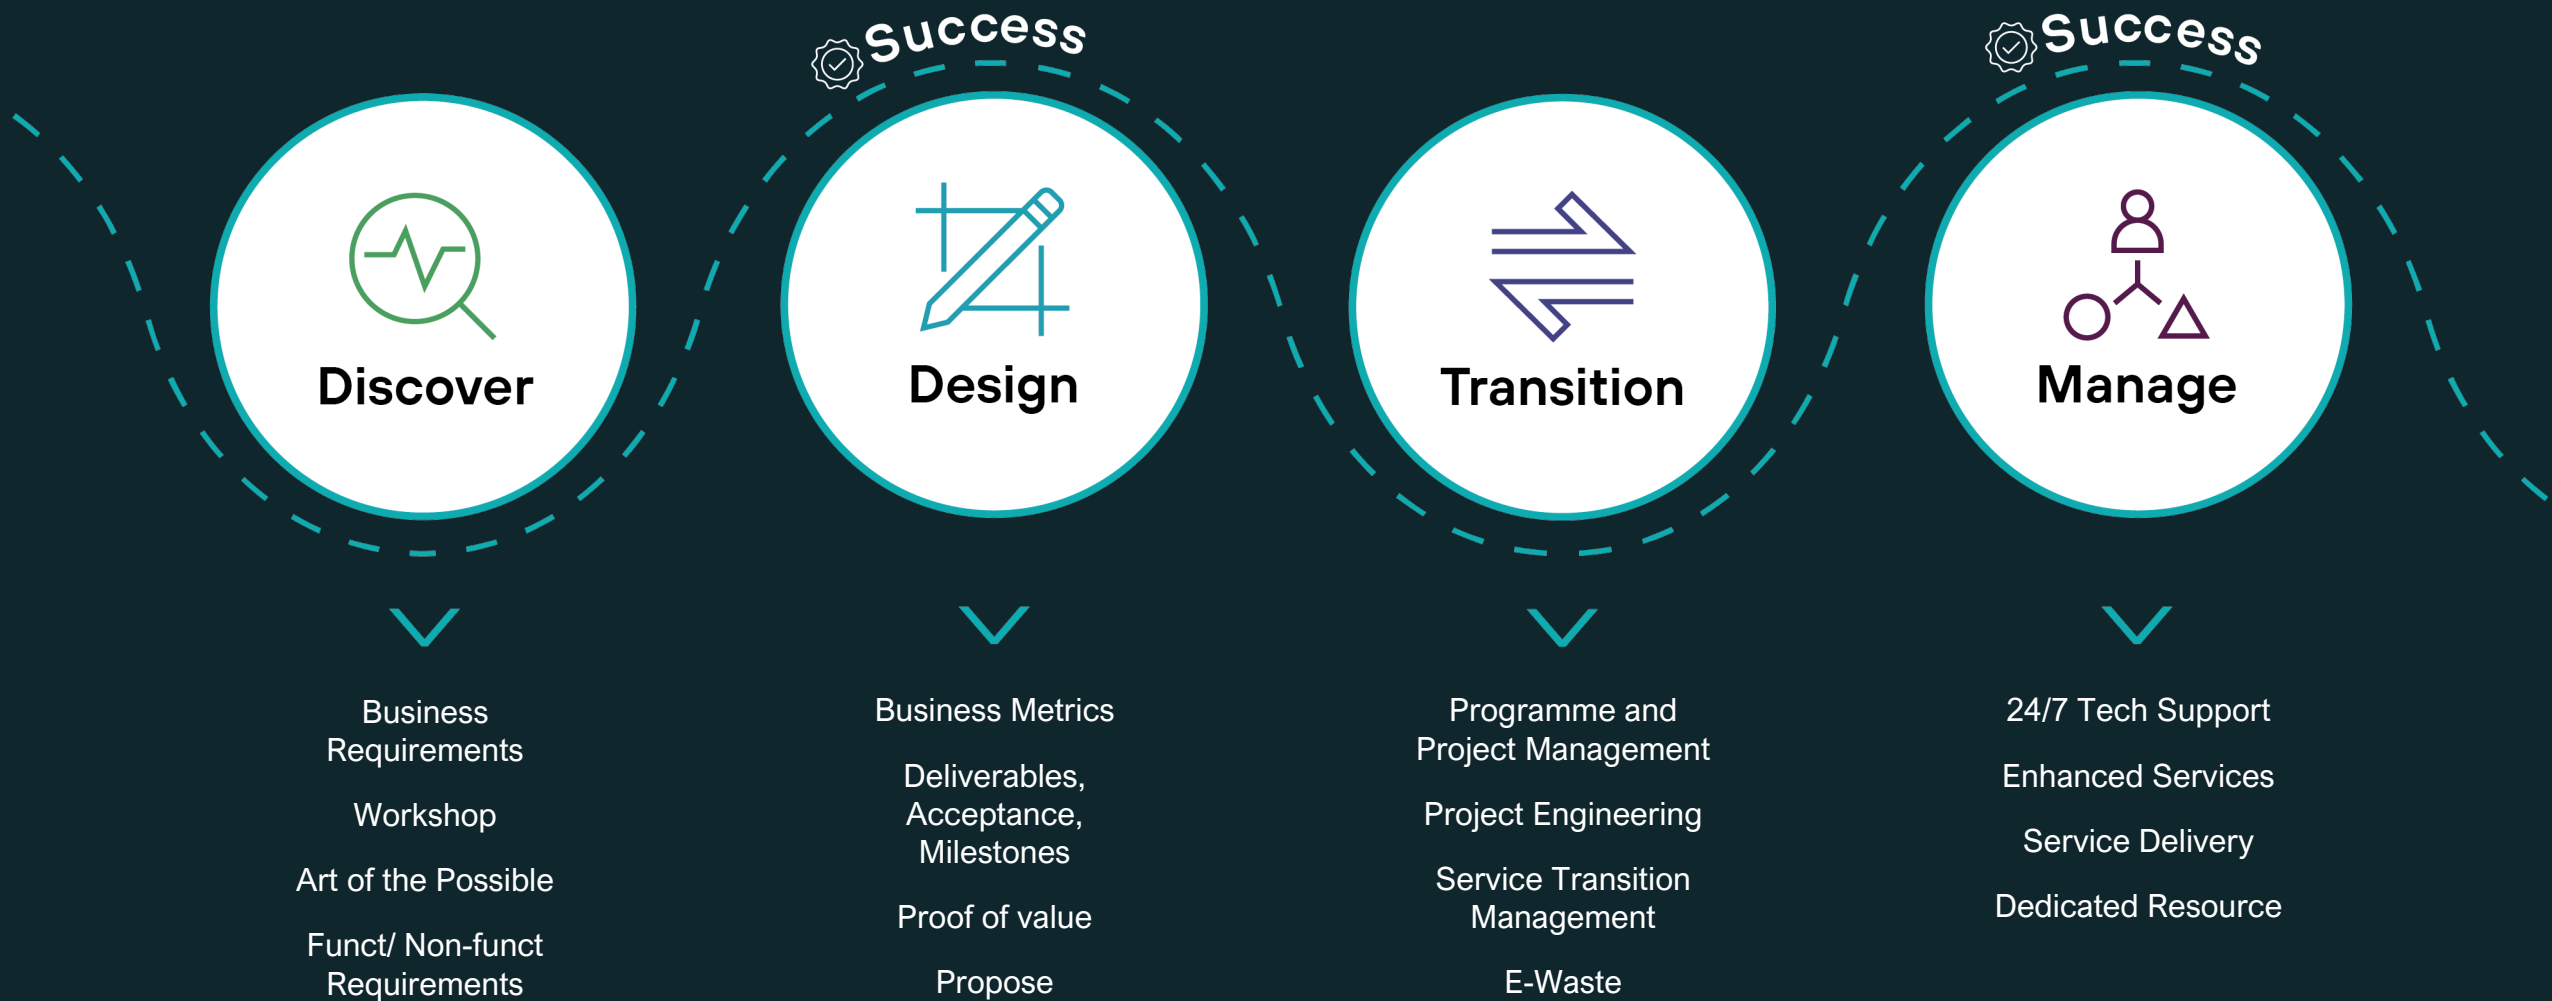 Success
Success
Discover
Design
Transition
Manage
Business
Requirements
Workshop
Art of the Possible
Funct/ Non-funct
Requirements
Business Metrics
Deliverables,
Acceptance,
Milestones
Proof of value
Propose
Programme and
Project Management
Project Engineering
Service Transition
Management
E-Waste
24/7 Tech Support
Enhanced Services
Service Delivery
Dedicated Resource